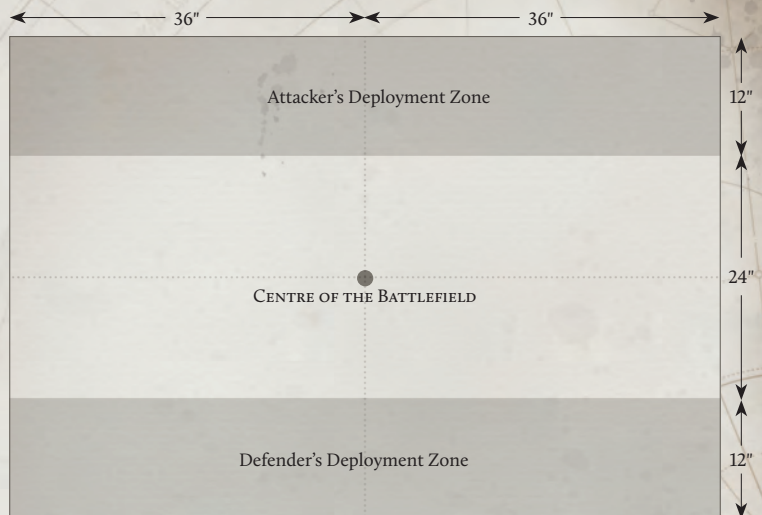 36" 36"
Attacker's Deployment Zone
12"
24"
Centre of the Battlefield
Defender's Deployment Zone
12"